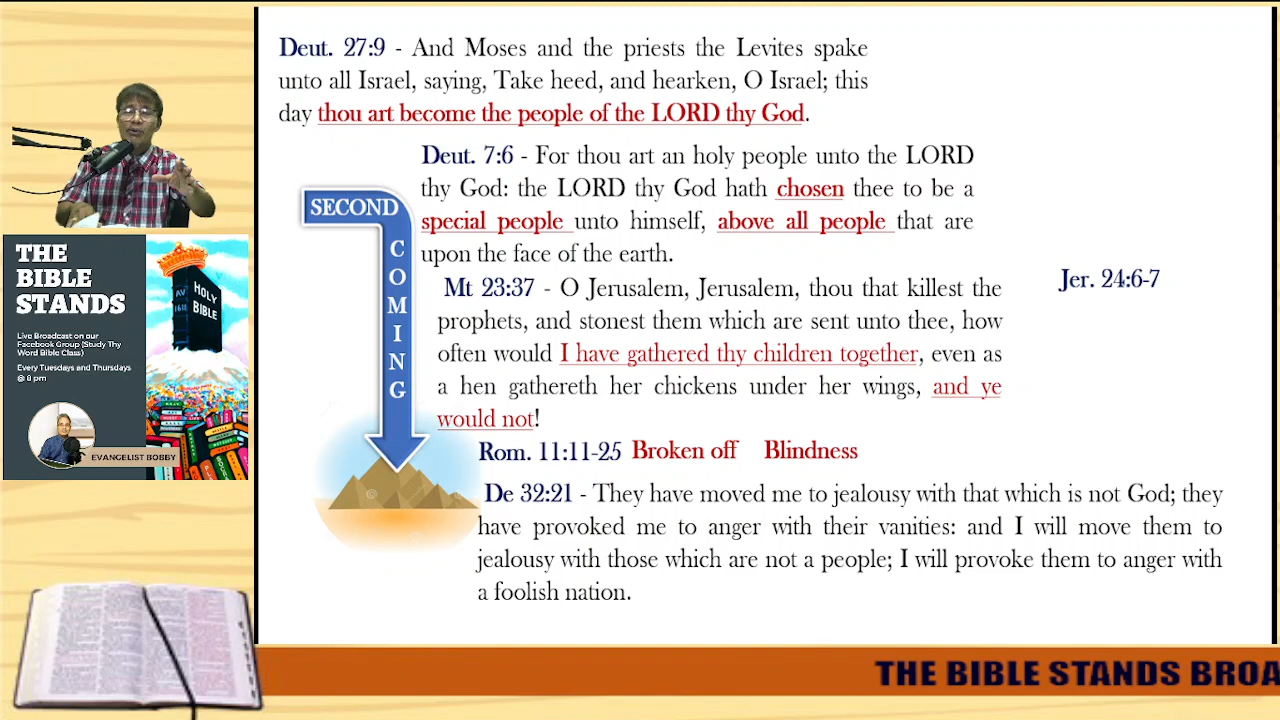 Deut. 27:9 - And Moses and the priests the Levites spake
unto all Israel, saying, Take heed, and hearken, O Israel; this
day thou art become the people of the LORD thy God.
Deut. 7:6 - For thou art an holy people unto the LORD
thy God: the LORD thy God hath chosen thee to be a
special people unto himself, above all people that are
upon the face of the earth.
SECOND
COMING
Mt 23:37 - O Jerusalem, Jerusalem, thou that killest the
prophets, and stonest them which are sent unto thee, how
often would I have gathered thy children together, even as
a hen gathereth her chickens under her wings, and ye
would not!
Jer. 24:6-7
Rom. 11:11-25 Broken off Blindness
De 32:21 - They have moved me to jealousy with that which is not God; they
have provoked me to anger with their vanities: and I will move them to
jealousy with those which are not a people; I will provoke them to anger with
a foolish nation.
THE
BIBLE
STANDS
Live Broadcast on our
Facebook Group (Study Thy
Word Bible Class)
Every Tuesdays and Thursdays
@ 8 pm
EVANGELIST BOBBY
AV
1611
HOLY
BIBLE
THE BIBLE STANDS BROA